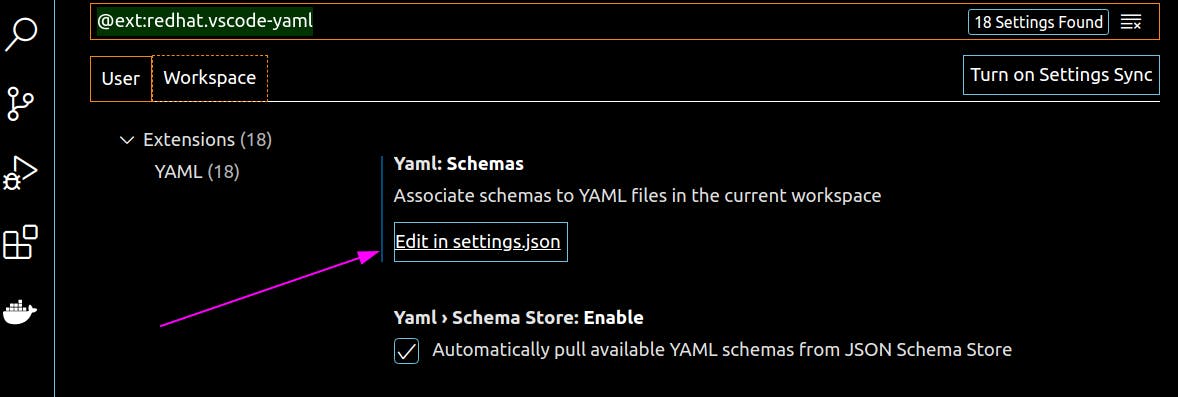 @ext:redhat.vscode-yaml
18 Settings Found
User
Workspace
Turn on Settings Sync
Extensions (18)
YAML (18)
Yaml: Schemas
Associate schemas to YAML files in the current workspace
Edit in settings.json
Yaml › Schema Store: Enable
Automatically pull available YAML schemas from JSON Schema Store